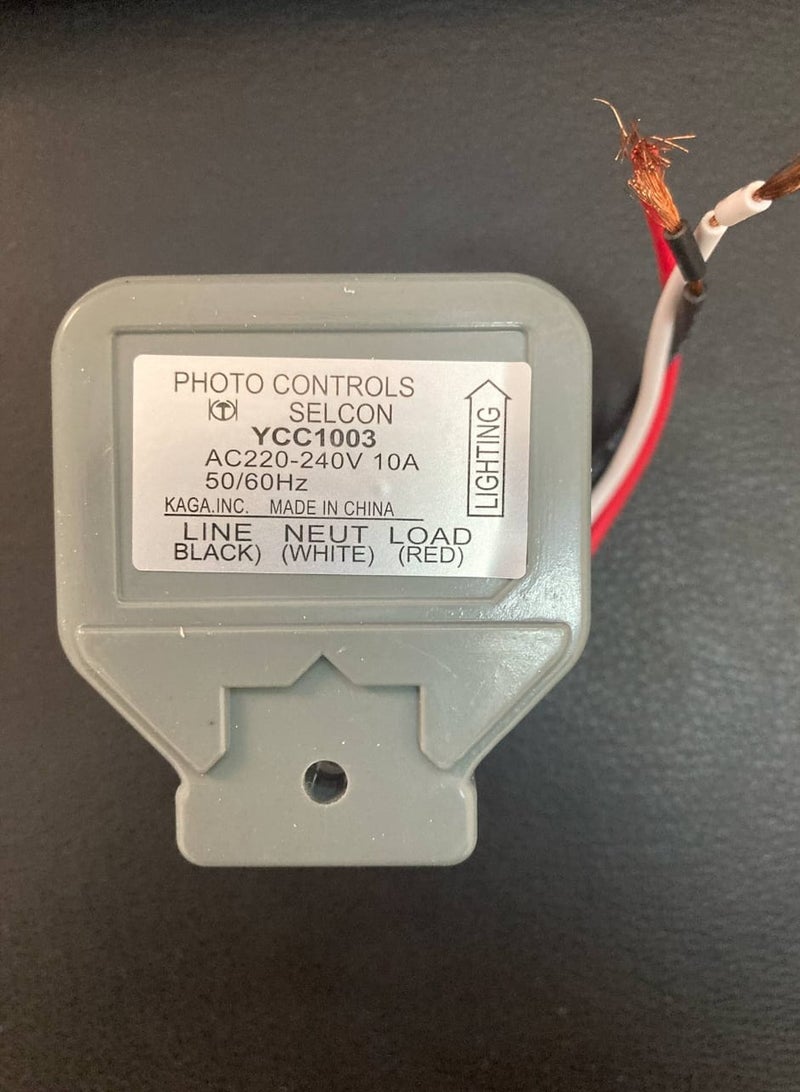 PHOTO CONTROLS
SELCON
YCC1003
AC220-240V 10A
50/60Hz
KAGA.INC. MADE IN CHINA
LINE NEUT LOAD
BLACK) (WHITE) (RED)
LIGHTING